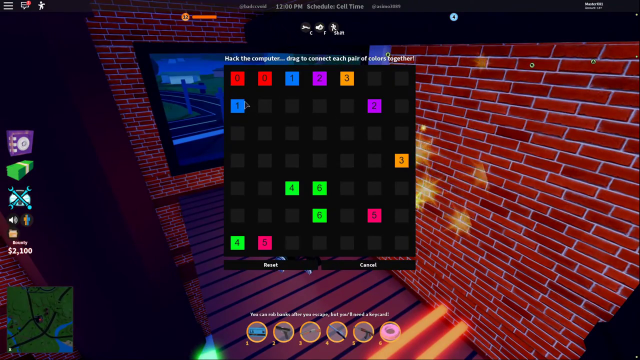 12:00 PM Schedule: Cell Time
4
C F Shift
Hack the computer... drag to connect each pair of colors together!
0 0 1 2 3
1 2
3
4 6
6 5
4 5
Reset Cancel
Bounty
$2,100
You can rob banks after you escape, but you'll need a keycard!
1 2 3 4 5 6